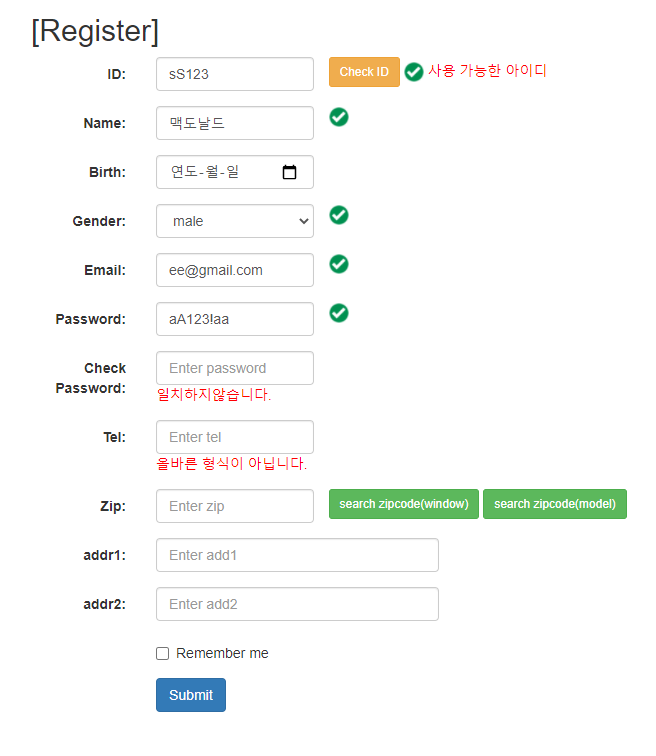 [Register]
ID: sS123 Check ID 사용 가능한 아이디
Name: 맥도날드
Birth: 연도-월-일
Gender: male
Email: ee@gmail.com
Password: aA123!aa
Check Password: Enter password
일치하지않습니다.
Tel: Enter tel
올바른 형식이 아닙니다.
Zip: Enter zip search zipcode(window) search zipcode(model)
addr1: Enter add1
addr2: Enter add2
Remember me
Submit